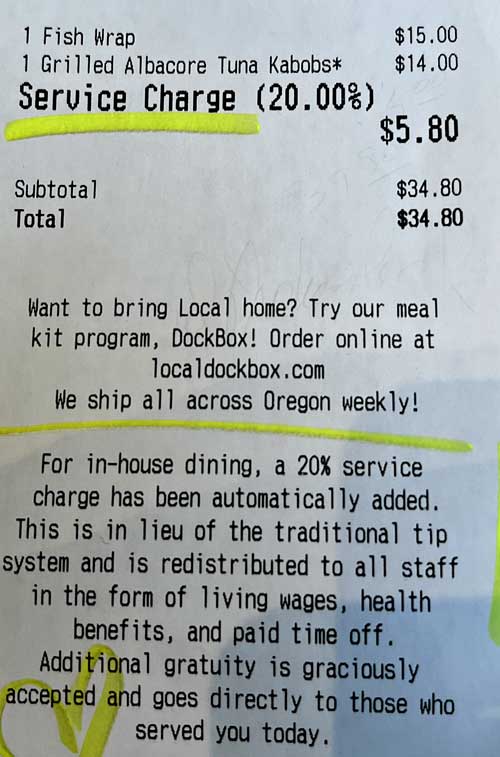 1 Fish Wrap $15.00
1 Grilled Albacore Tuna Kabobs* $14.00
Service Charge (20.00%)
$5.80
Subtotal $34.80
Total $34.80
Want to bring Local home? Try our meal
kit program, DockBox! Order online at
localdockbox.com
We ship all across Oregon weekly!
For in-house dining, a 20% service
charge has been automatically added.
This is in lieu of the traditional tip
system and is redistributed to all staff
in the form of living wages, health
benefits, and paid time off.
Additional gratuity is graciously
accepted and goes directly to those who
served you today.